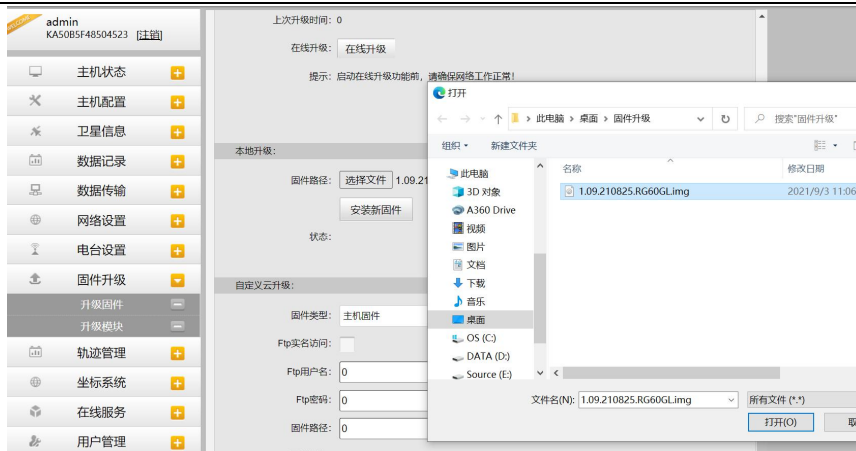 admin
KA50B5F48504523 [注销]
主机状态
主机配置
卫星信息
数据记录
数据传输
网络设置
电台设置
固件升级
升级固件
升级模块
轨迹管理
坐标系统
在线服务
用户管理
上次升级时间：0
在线升级： 在线升级
提示：启动在线升级功能前，请确保网络工作正常！
本地升级：
固件路径： 选择文件 1.09.21
安装新固件
状态：
自定义云升级：
固件类型： 主机固件
Ftp实名访问：
Ftp用户名： 0
Ftp密码： 0
固件路径： 0
打开
此电脑 › 桌面 › 固件升级
搜索"固件升级"
组织 新建文件夹
此电脑
3D 对象
A360 Drive
视频
图片
文档
下载
音乐
桌面
OS (C:)
DATA (D:)
Source (E:)
名称 修改日期
1.09.210825.RG60GL.img 2021/9/3 11:06
文件名(N): 1.09.210825.RG60GL.img 所有文件 (*.*)
打开(O)